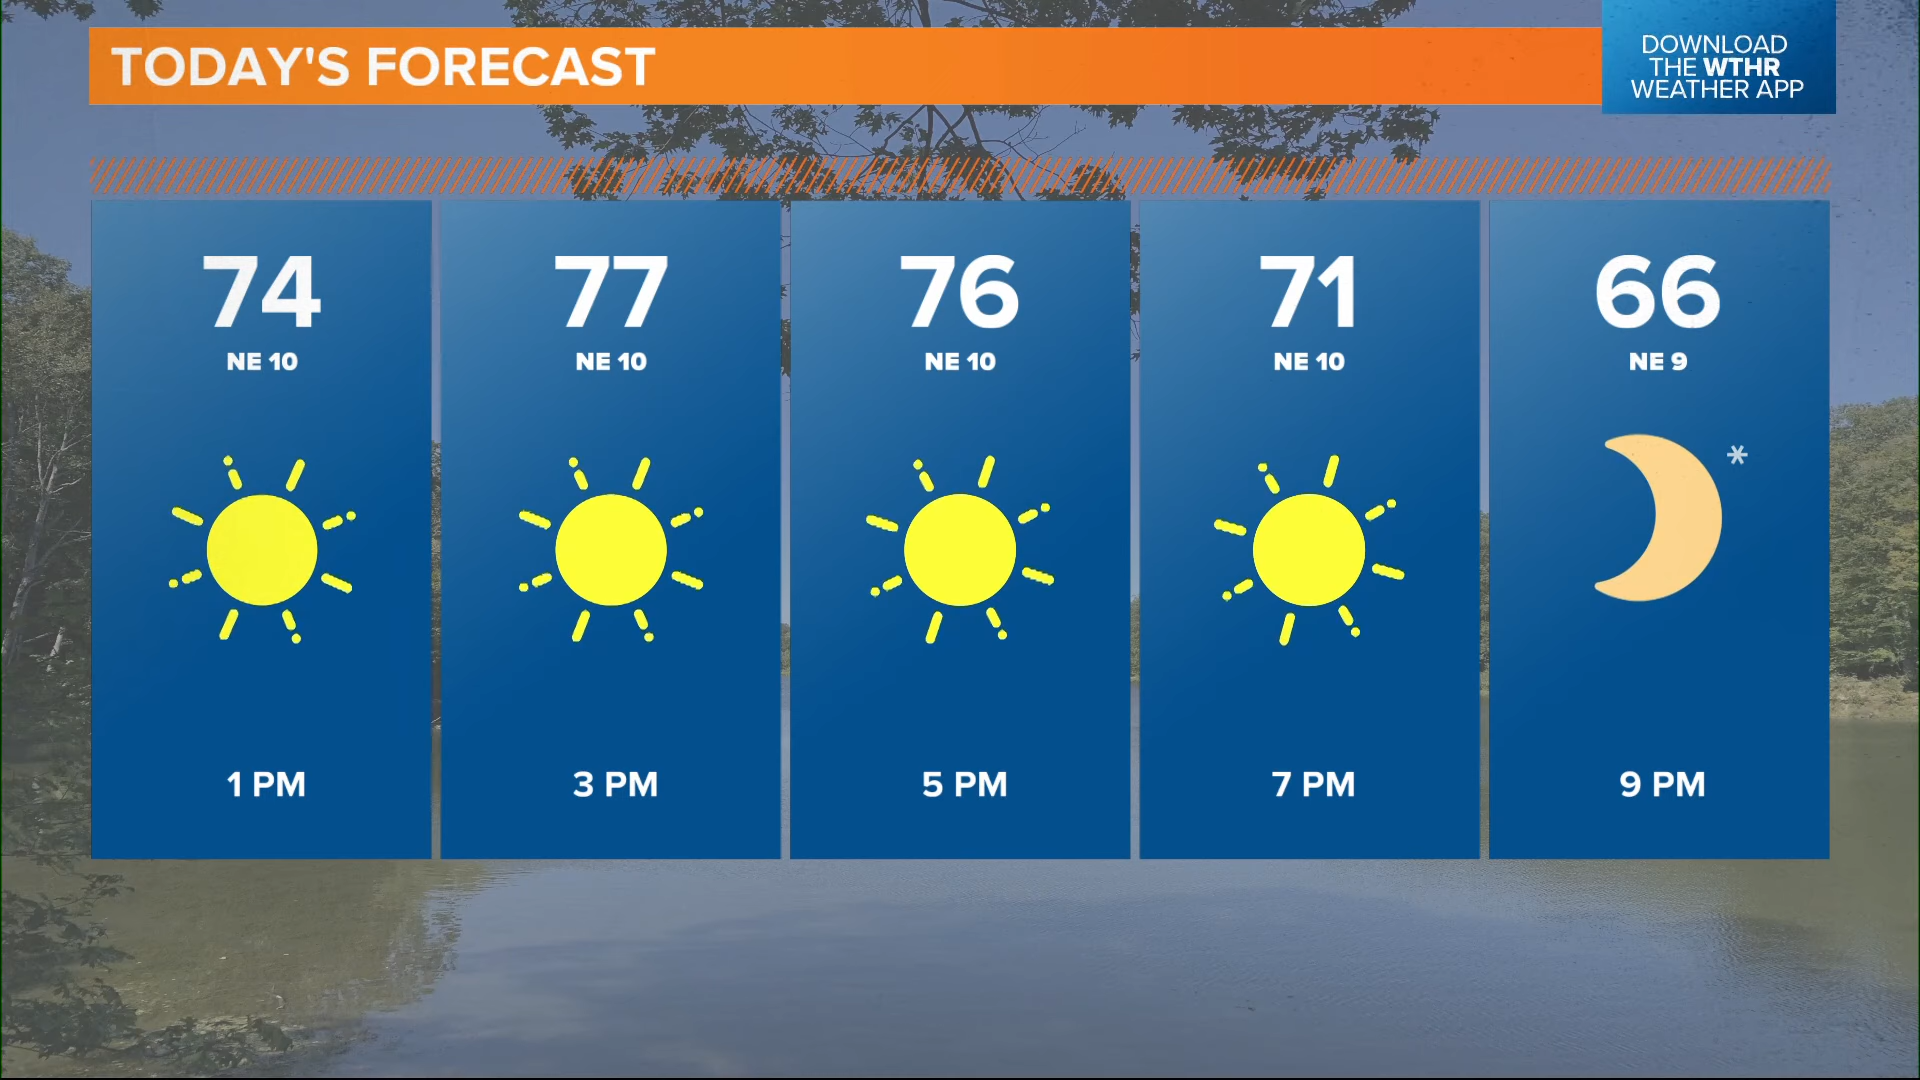 TODAY'S FORECAST
DOWNLOAD
THE WTHR
WEATHER APP
74
NE 10
1 PM
77
NE 10
3 PM
76
NE 10
5 PM
71
NE 10
7 PM
66
NE 9
9 PM